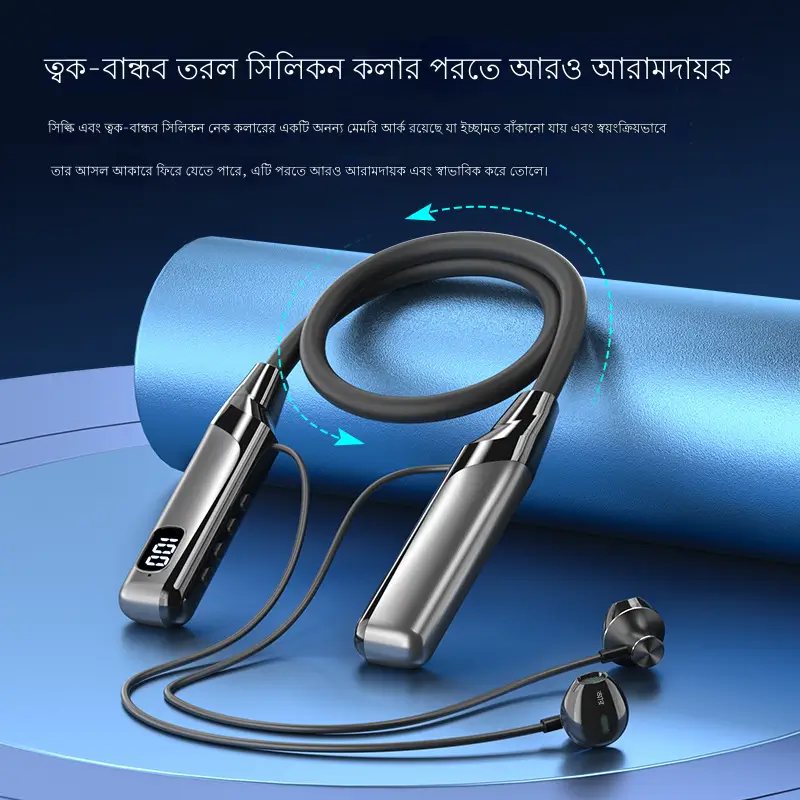 ত্বক-বান্ধব তরল সিলিকন কলার পরতে আরও আরামদায়ক
সিল্কি এবং ত্বক-বান্ধব সিলিকন নেক কলারের একটি অনন্য মেমরি আর্ক রয়েছে যা ইচ্ছামত বাঁকানো যায় এবং স্বয়ংক্রিয়ভাবে
তার আসল আকারে ফিরে যেতে পারে, এটি পরতে আরও আরামদায়ক এবং স্বাভাবিক করে তোলে।
100